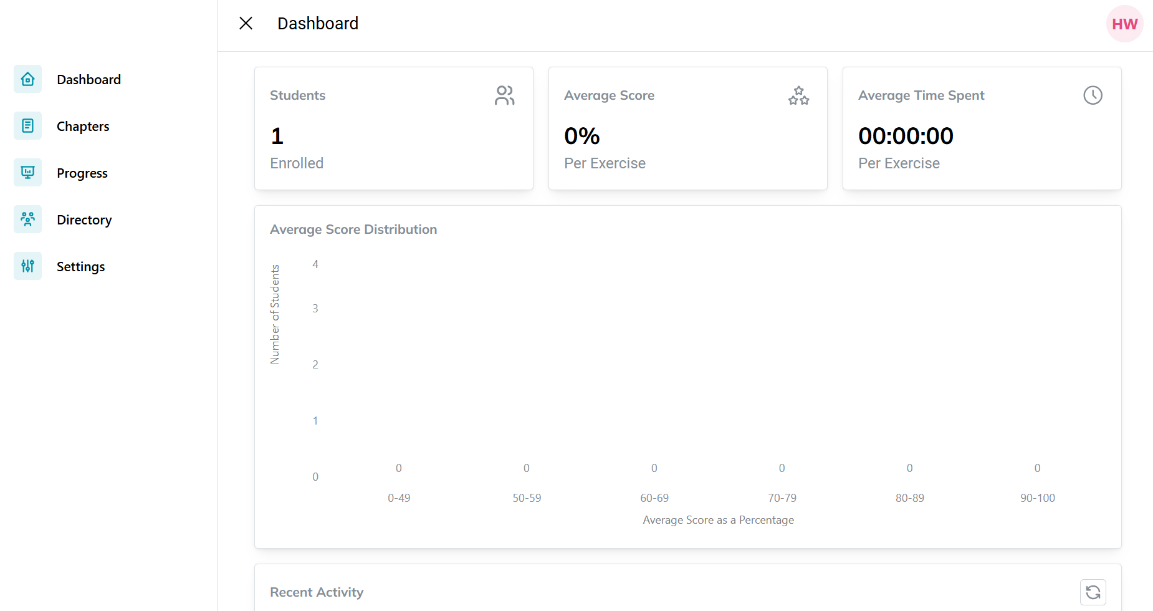 Dashboard
HW
Dashboard
Chapters
Progress
Directory
Settings
Students
1
Enrolled
Average Score
0%
Per Exercise
Average Time Spent
00:00:00
Per Exercise
Average Score Distribution
Number of Students
4
3
2
1
0
0 0 0 0 0 0
0-49 50-59 60-69 70-79 80-89 90-100
Average Score as a Percentage
Recent Activity